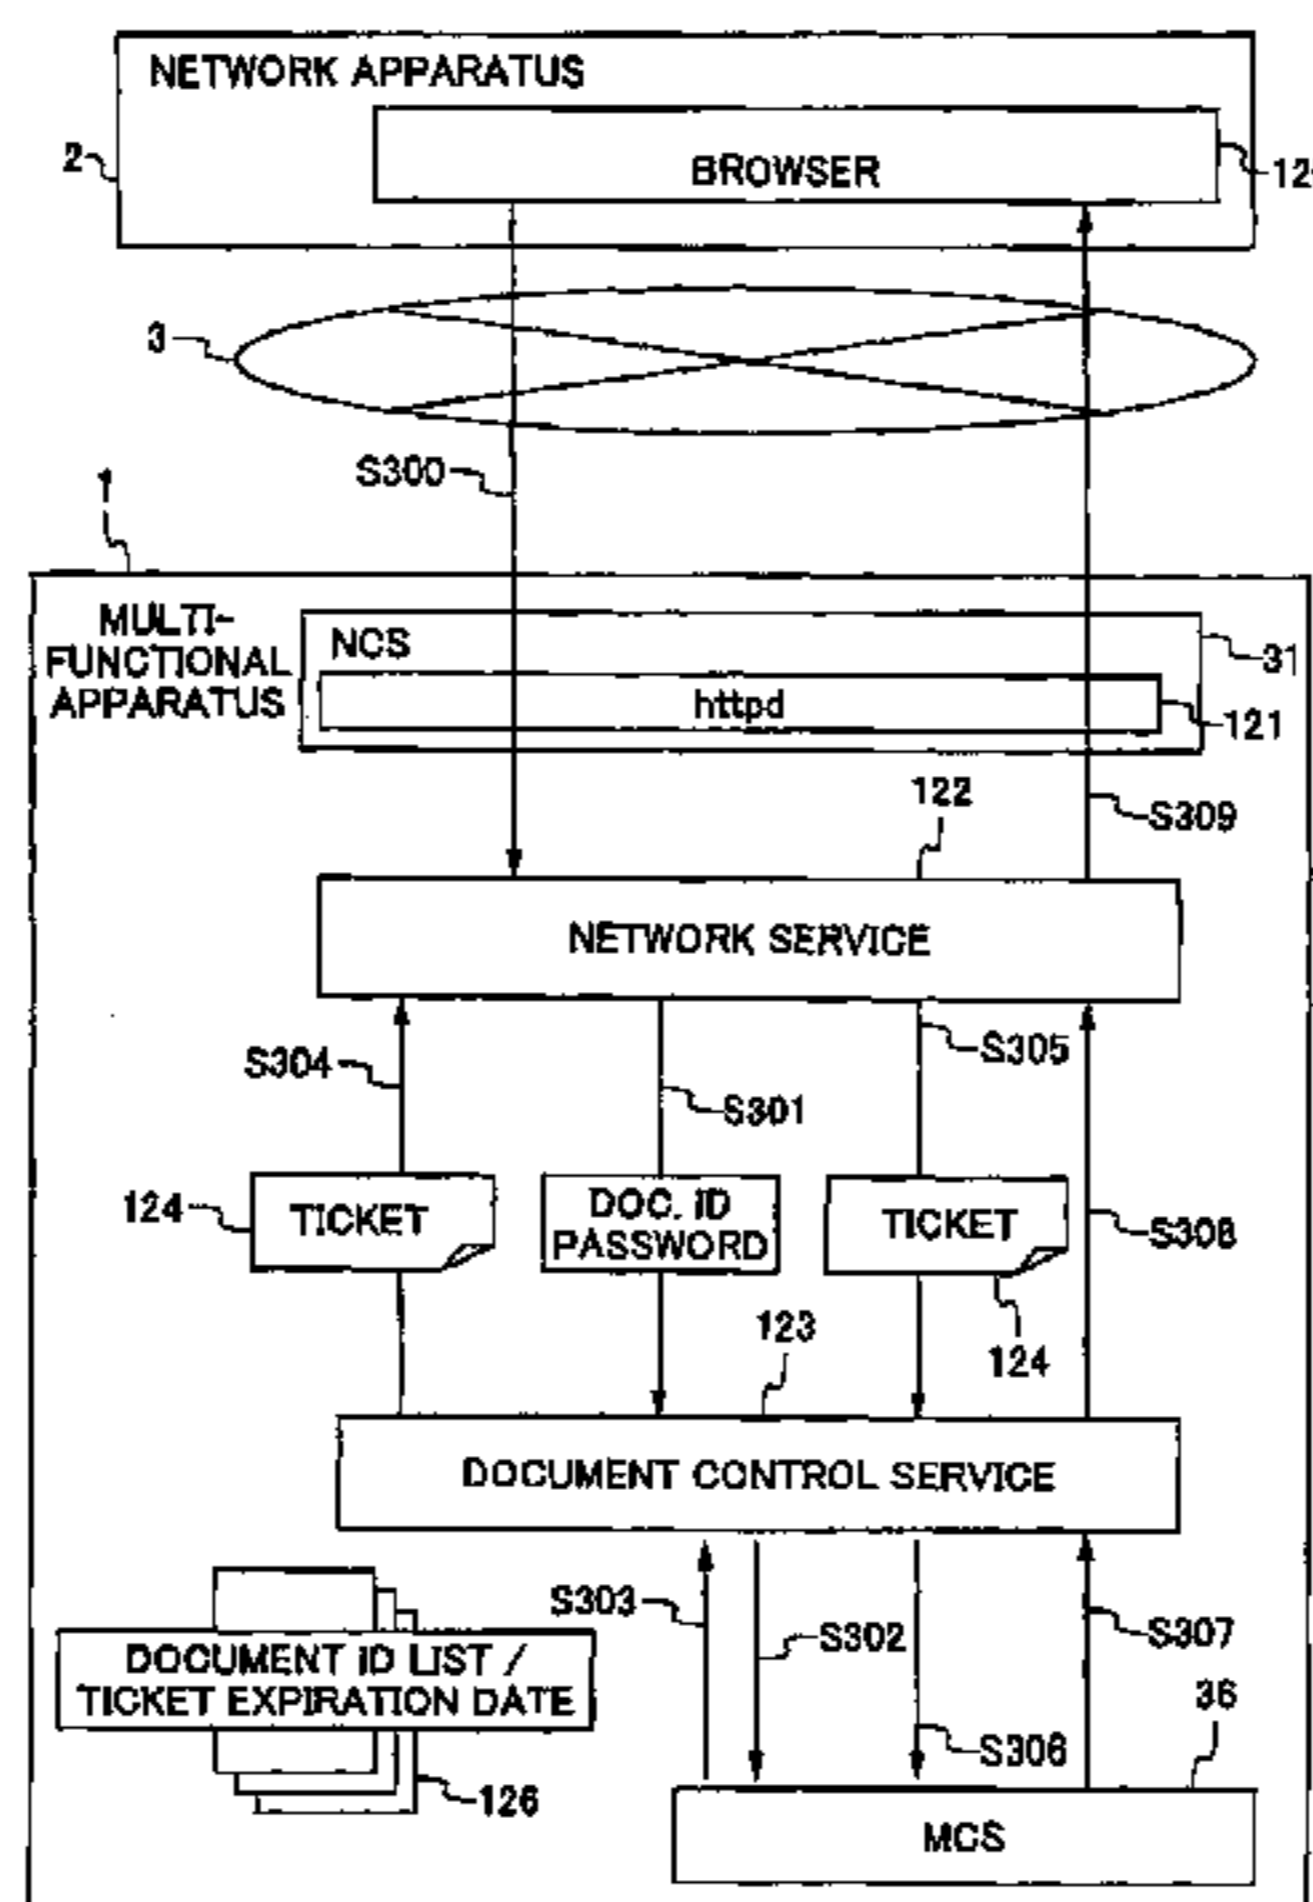 NETWORK APPARATUS
2
BROWSER
3
S300
1
MULTI-
FUNCTIONAL
APPARATUS
NCS
31
httpd
121
122
S309
NETWORK SERVICE
S304
S305
S301
124
TICKET
DOC. ID
PASSWORD
TICKET
S308
123
124
DOCUMENT CONTROL SERVICE
S303
S302
S307
DOCUMENT ID LIST /
TICKET EXPIRATION DATE
36
S306
126
MCS